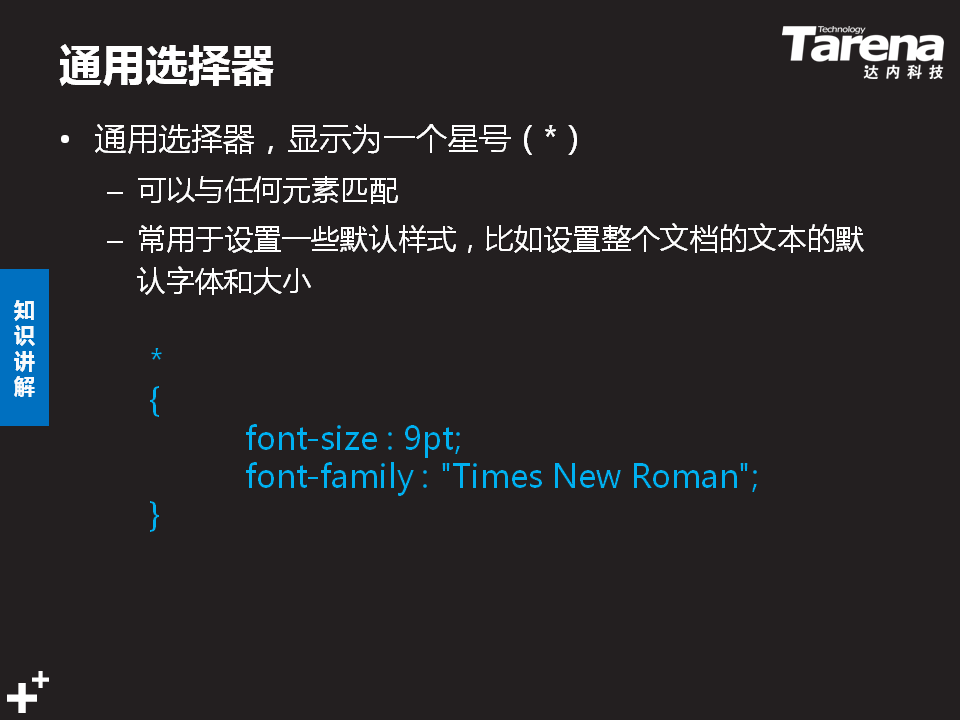 通用选择器
Technology
Tarena
达内科技
• 通用选择器，显示为一个星号（*）
– 可以与任何元素匹配
– 常用于设置一些默认样式，比如设置整个文档的文本的默
认字体和大小
知识讲解
*
{
font-size : 9pt;
font-family : "Times New Roman";
}